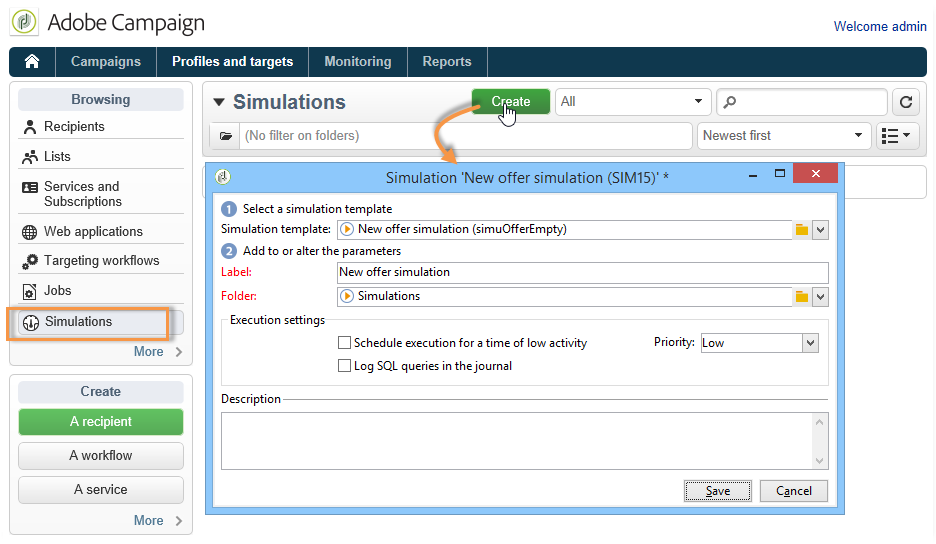 Adobe Campaign
Welcome admin
Campaigns
Profiles and targets
Monitoring
Reports
Browsing
Recipients
Lists
Services and
Subscriptions
Web applications
Targeting workflows
Jobs
Simulations
More
Create
A recipient
A workflow
A service
More
Simulations
Create
All
(No filter on folders)
Newest first
Simulation 'New offer simulation (SIM15)' *
1 Select a simulation template
Simulation template: New offer simulation (simuOfferEmpty)
2 Add to or alter the parameters
Label: New offer simulation
Folder: Simulations
Execution settings
Schedule execution for a time of low activity
Priority: Low
Log SQL queries in the journal
Description
Save
Cancel